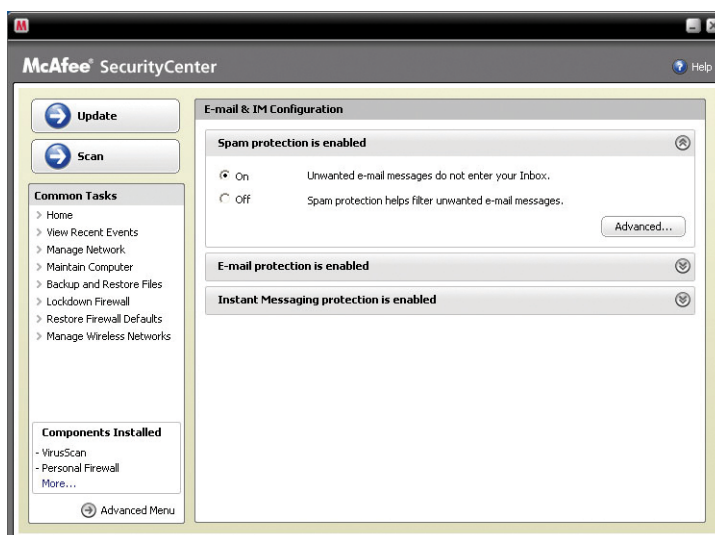 McAfee® SecurityCenter
Help
Update
Scan
Common Tasks
> Home
> View Recent Events
> Manage Network
> Maintain Computer
> Backup and Restore Files
> Lockdown Firewall
> Restore Firewall Defaults
> Manage Wireless Networks
Components Installed
- VirusScan
- Personal Firewall
More...
Advanced Menu
E-mail & IM Configuration
Spam protection is enabled
On Unwanted e-mail messages do not enter your Inbox.
Off Spam protection helps filter unwanted e-mail messages.
Advanced...
E-mail protection is enabled
Instant Messaging protection is enabled